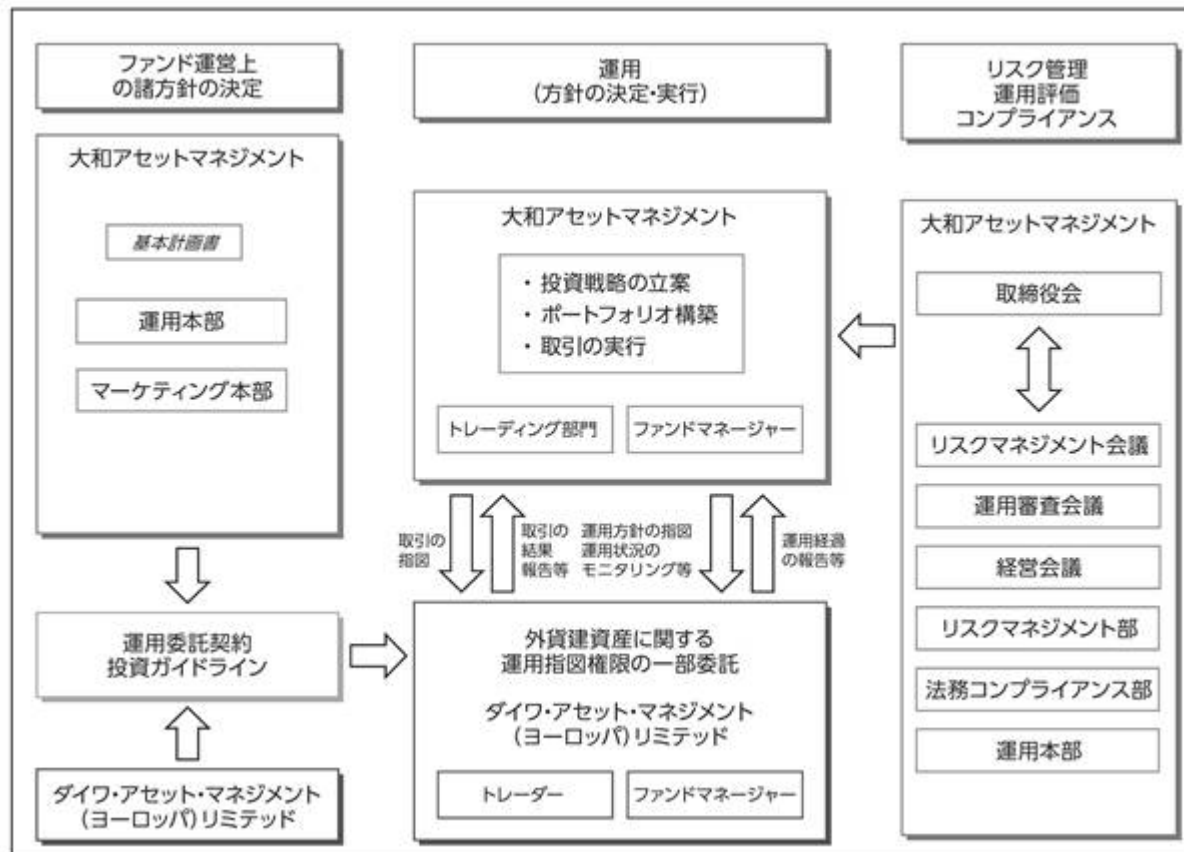 ファンド運営上
の諸方針の決定
大和アセットマネジメント
基本計画書
運用本部
マーケティング本部
運用委託契約
投資ガイドライン
ダイワ・アセット・マネジメント
(ヨーロッパ)リミテッド
運用
(方針の決定・実行)
大和アセットマネジメント
・ 投資戦略の立案
・ ポートフォリオ構築
・ 取引の実行
トレーディング部門
ファンドマネージャー
取引の
指図
取引の
結果
報告等
運用方針の指図
運用状況の
モニタリング等
運用経過
の報告等
外貨建資産に関する
運用指図権限の一部委託
ダイワ・アセット・マネジメント
(ヨーロッパ)リミテッド
トレーダー
ファンドマネージャー
リスク管理
運用評価
コンプライアンス
大和アセットマネジメント
取締役会
リスクマネジメント会議
運用審査会議
経営会議
リスクマネジメント部
法務コンプライアンス部
運用本部